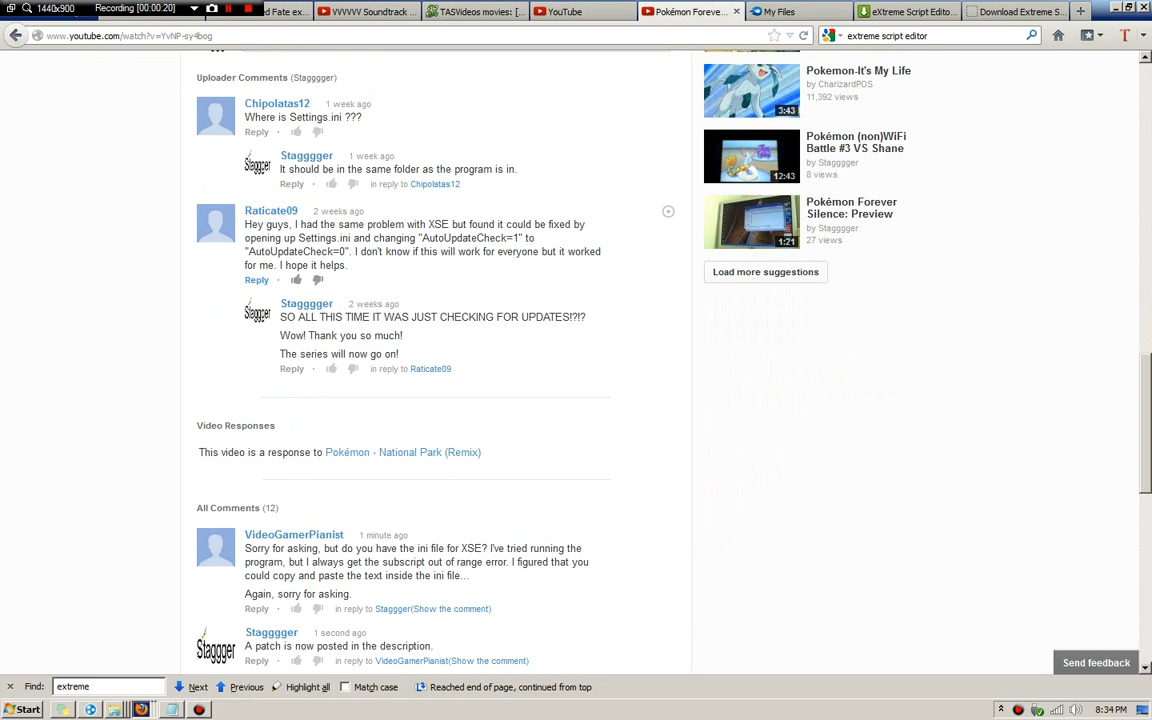 1440x900 Recording [00:00:20]
ed Fate ex... VVVVVV Soundtrack ... TASVideos movies: [... YouTube Pokémon Foreve... × My Files eXtreme Script Edito... Download Extreme S... +
www.youtube.com/watch?v=YvNP-sy4bog extreme script editor
Uploader Comments (Stagggger)
Chipolatas12 1 week ago
Where is Settings.ini ???
Reply ·
Stagggger 1 week ago
It should be in the same folder as the program is in.
Reply · in reply to Chipolatas12
Raticate09 2 weeks ago
Hey guys, I had the same problem with XSE but found it could be fixed by
opening up Settings.ini and changing "AutoUpdateCheck=1" to
"AutoUpdateCheck=0". I don't know if this will work for everyone but it worked
for me. I hope it helps.
Reply ·
Stagggger 2 weeks ago
SO ALL THIS TIME IT WAS JUST CHECKING FOR UPDATES!?!?
Wow! Thank you so much!
The series will now go on!
Reply · in reply to Raticate09
Video Responses
This video is a response to Pokémon - National Park (Remix)
All Comments (12)
VideoGamerPianist 1 minute ago
Sorry for asking, but do you have the ini file for XSE? I've tried running the
program, but I always get the subscript out of range error. I figured that you
could copy and paste the text inside the ini file...
Again, sorry for asking.
Reply · in reply to Staggger(Show the comment)
Stagggger 1 second ago
A patch is now posted in the description.
Reply · in reply to VideoGamerPianist(Show the comment)
Staggger
Pokemon-It's My Life
by CharizardPOS
11,392 views
3:43
Pokémon (non)WiFi
Battle #3 VS Shane
by Stagggger
8 views
12:43
Pokémon Forever
Silence: Preview
by Stagggger
27 views
1:21
Load more suggestions
Send feedback
× Find: extreme Next Previous Highlight all Match case Reached end of page, continued from top
Start 8:34 PM